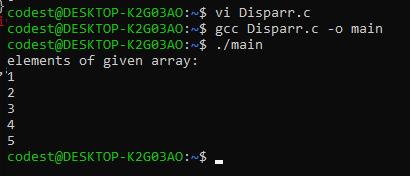 codest@DESKTOP-K2G03AO:~$ vi Disparr.c
codest@DESKTOP-K2G03AO:~$ gcc Disparr.c -o main
codest@DESKTOP-K2G03AO:~$ ./main
elements of given array:
1
2
3
4
5
codest@DESKTOP-K2G03AO:~$